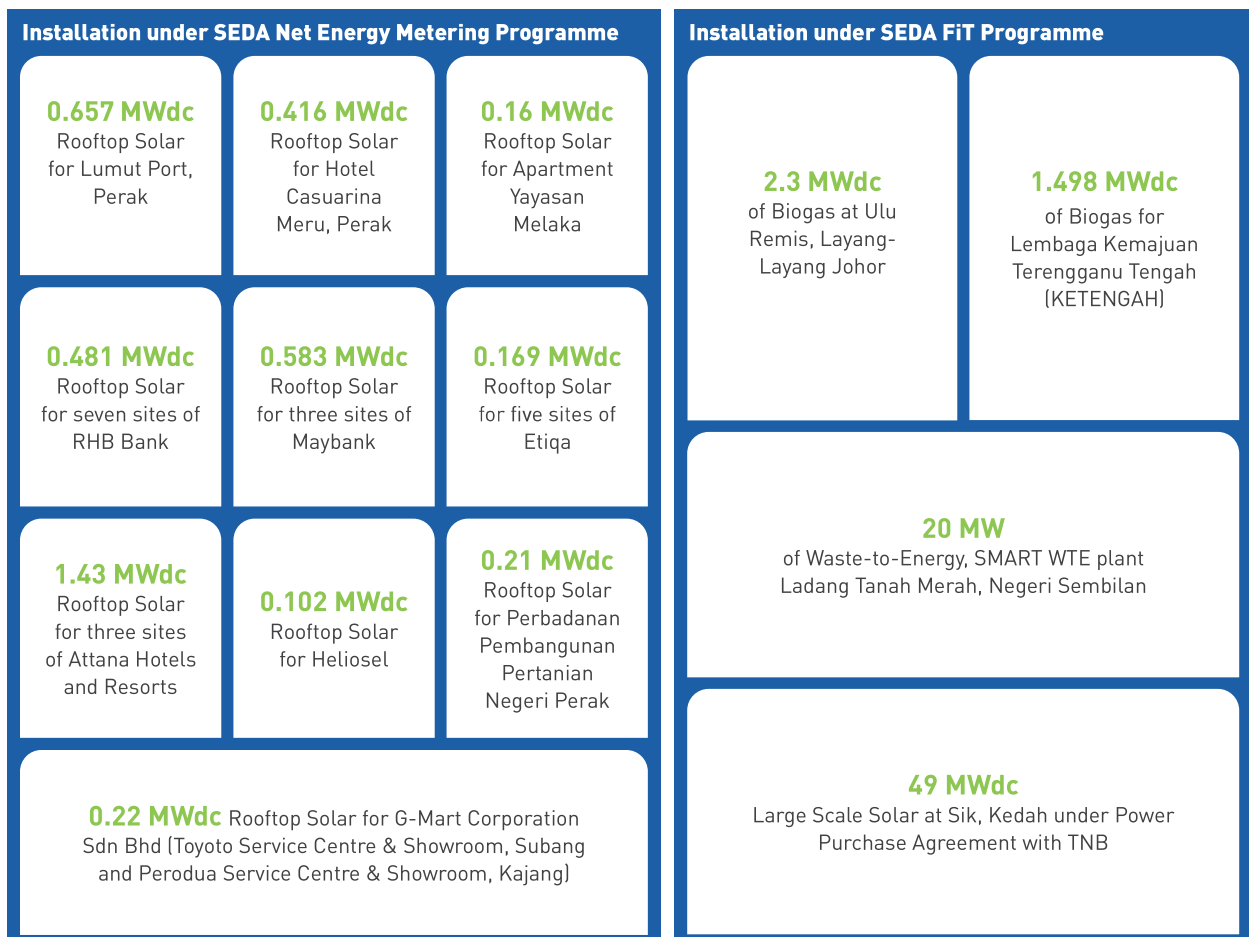 Installation under SEDA Net Energy Metering Programme
0.657 MWdc
Rooftop Solar
for Lumut Port,
Perak
0.416 MWdc
Rooftop Solar
for Hotel
Casuarina
Meru, Perak
0.16 MWdc
Rooftop Solar
for Apartment
Yayasan
Melaka
0.481 MWdc
Rooftop Solar
for seven sites of
RHB Bank
0.583 MWdc
Rooftop Solar
for three sites of
Maybank
0.169 MWdc
Rooftop Solar
for five sites of
Etiqa
1.43 MWdc
Rooftop Solar
for three sites
of Attana Hotels
and Resorts
0.102 MWdc
Rooftop Solar
for Heliosel
0.21 MWdc
Rooftop Solar
for Perbadanan
Pembangunan
Pertanian
Negeri Perak
0.22 MWdc Rooftop Solar for G-Mart Corporation
Sdn Bhd (Toyoto Service Centre & Showroom, Subang
and Perodua Service Centre & Showroom, Kajang)
Installation under SEDA FiT Programme
2.3 MWdc
of Biogas at Ulu
Remis, Layang-
Layang Johor
1.498 MWdc
of Biogas for
Lembaga Kemajuan
Terengganu Tengah
(KETENGAH)
20 MW
of Waste-to-Energy, SMART WTE plant
Ladang Tanah Merah, Negeri Sembilan
49 MWdc
Large Scale Solar at Sik, Kedah under Power
Purchase Agreement with TNB